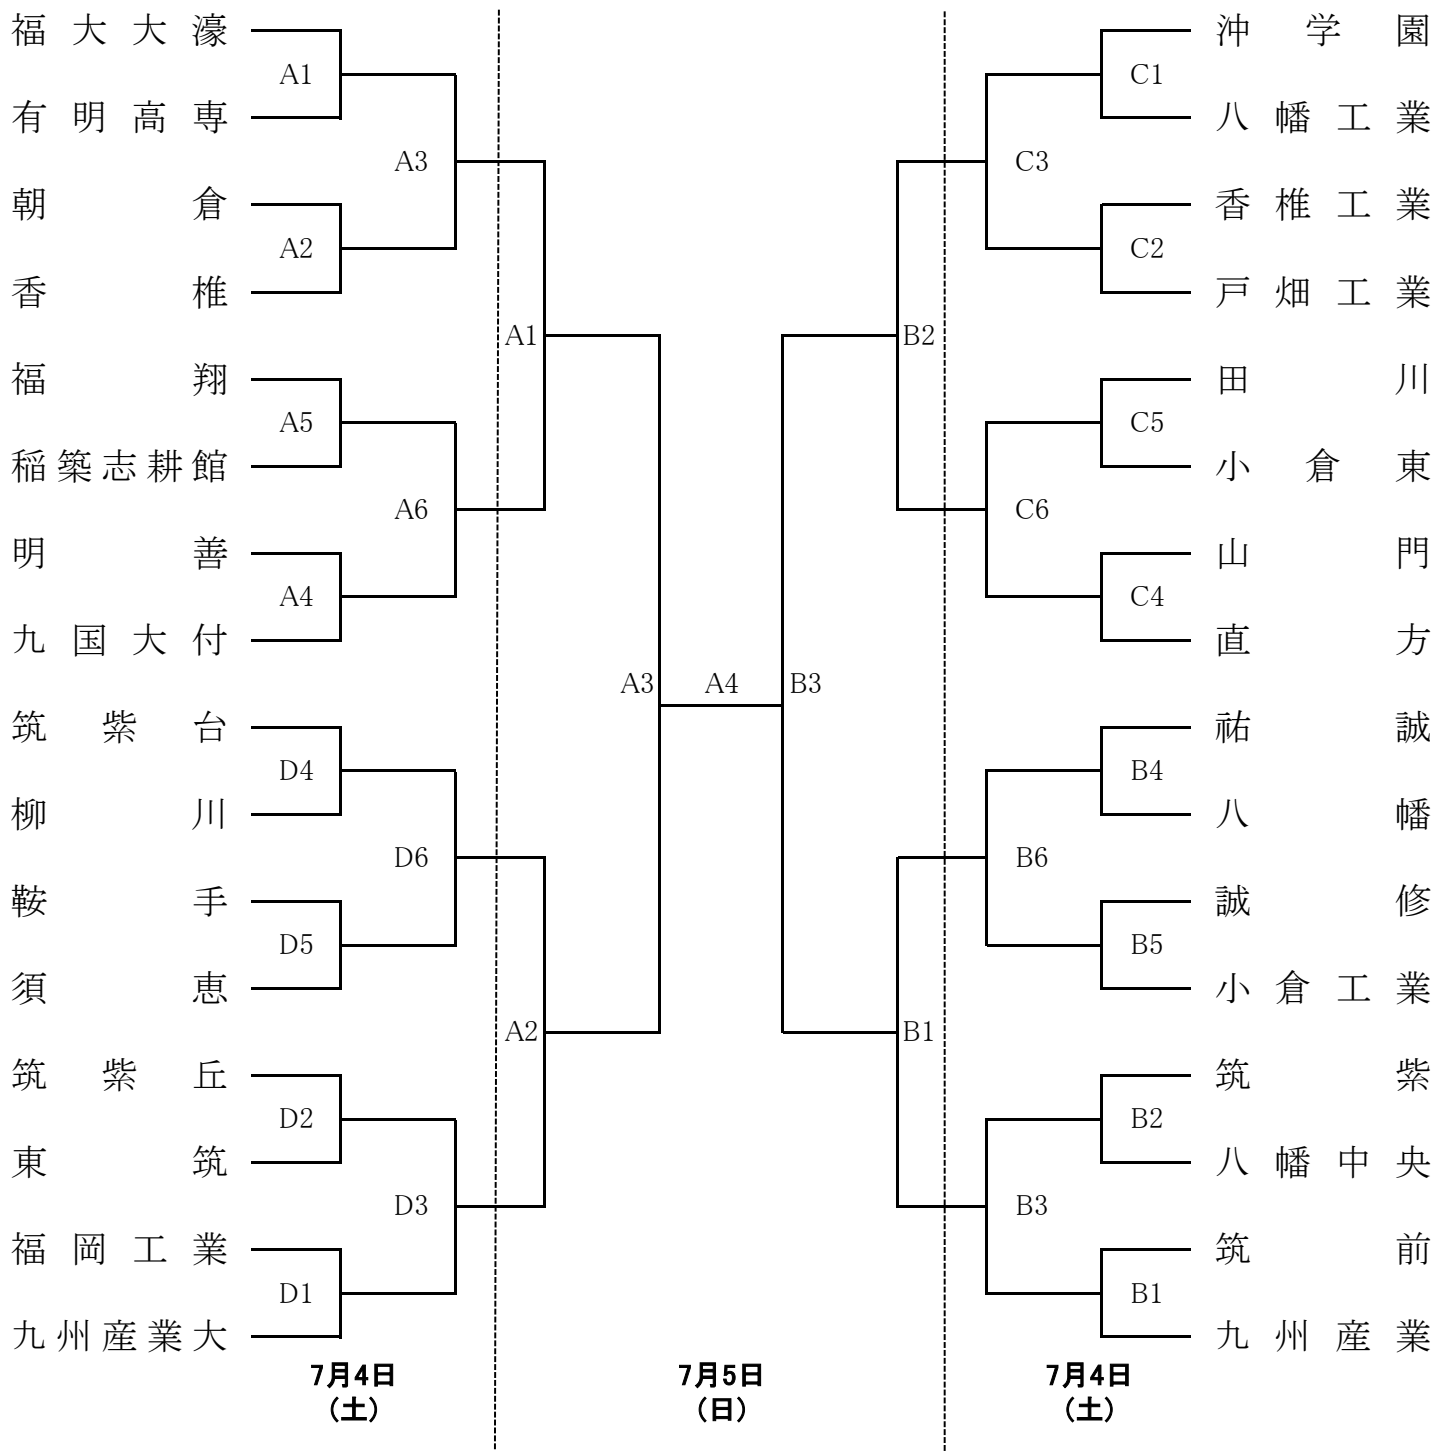 福大大濠
A1
有明高専
A3
朝倉
A2
香椎
A1
福翔
A5
稲築志耕館
A6
明善
A4
九国大付
A3
筑紫台
D4
柳川
D6
鞍手
D5
須恵
A2
筑紫丘
D2
東筑
D3
福岡工業
D1
九州産業大
7月4日
(土)
A4
7月5日
(日)
沖学園
C1
八幡工業
C3
香椎工業
C2
戸畑工業
B2
田川
C5
小倉東
C6
山門
C4
直方
B3
祐誠
B4
八幡
B6
誠修
B5
小倉工業
B1
筑紫
B2
八幡中央
B3
筑前
B1
九州産業
7月4日
(土)